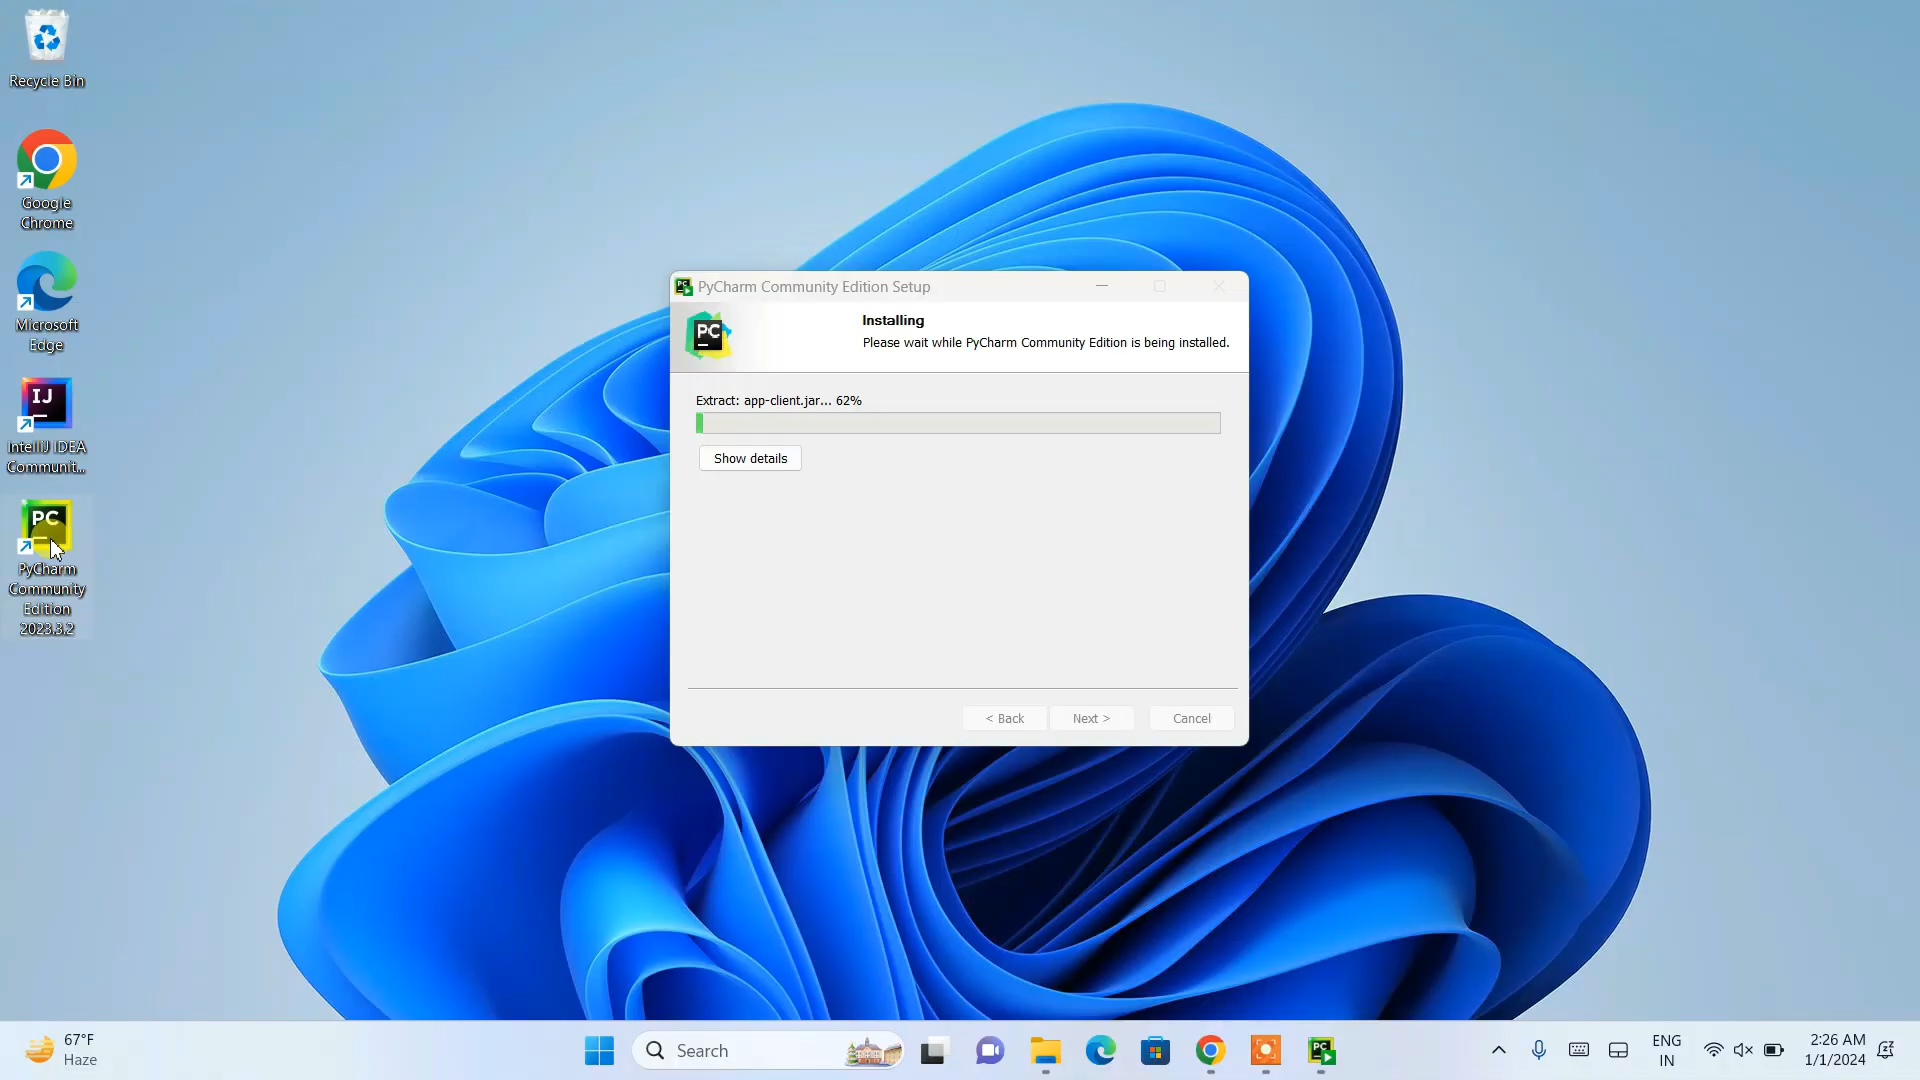 Recycle Bin
Google
Chrome
Microsoft
Edge
IJ
IntelliJ IDEA
Communit...
PC
PyCharm
Community
Edition
2023.3.2
PC
PyCharm Community Edition Setup
PC
Installing
Please wait while PyCharm Community Edition is being installed.
Extract: app-client.jar... 62%
Show details
< Back
Next >
Cancel
67°F
Haze
Search
PC
ENG
IN
2:26 AM
1/1/2024